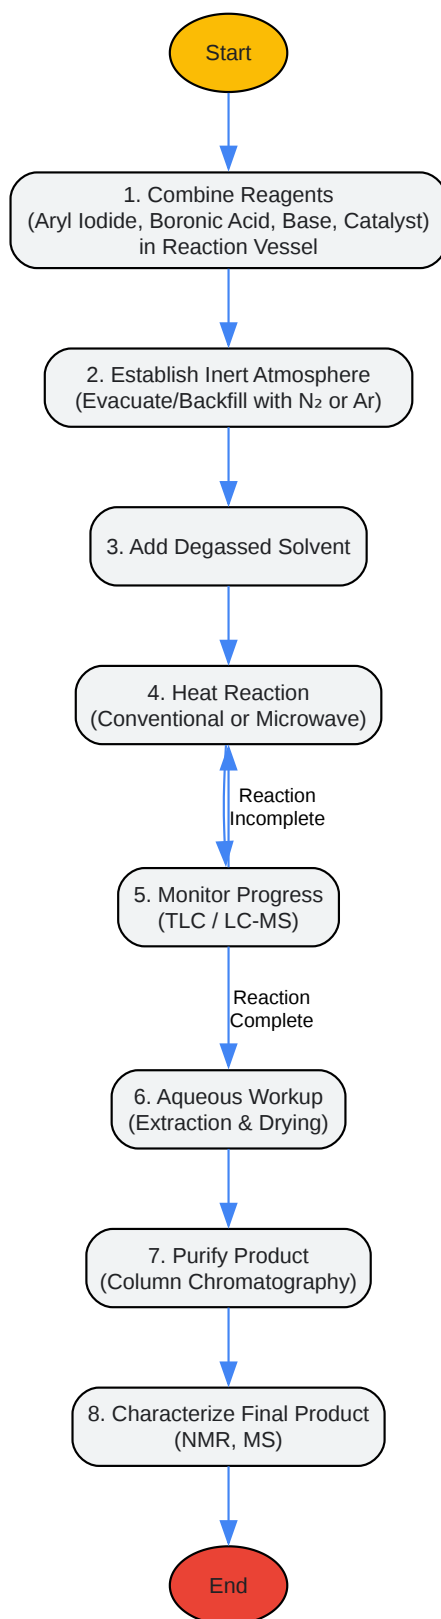 Start
1. Combine Reagents
(Aryl Iodide, Boronic Acid, Base, Catalyst)
in Reaction Vessel
2. Establish Inert Atmosphere
(Evacuate/Backfill with N₂ or Ar)
3. Add Degassed Solvent
4. Heat Reaction
(Conventional or Microwave)
Reaction
Incomplete
5. Monitor Progress
(TLC / LC-MS)
Reaction
Complete
6. Aqueous Workup
(Extraction & Drying)
7. Purify Product
(Column Chromatography)
8. Characterize Final Product
(NMR, MS)
End